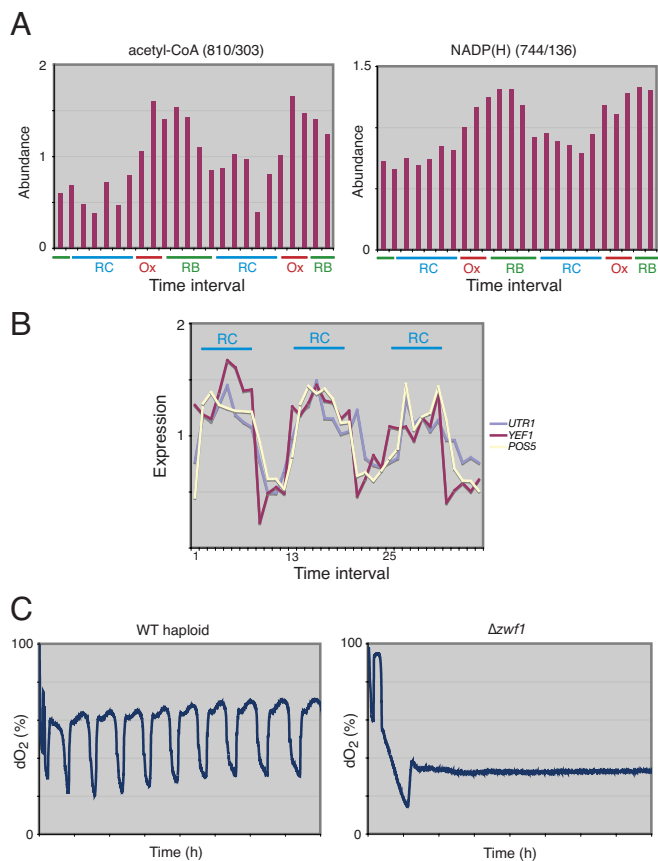 A
acetyl-CoA (810/303)
NADP(H) (744/136)
2
1
0
Abundance
RC
Ox
RB
RC
Ox
RB
Time interval
1.5
1
0
Abundance
RC
Ox
RB
RC
Ox
RB
Time interval
B
2
1
Expression
RC
RC
RC
1
13
25
Time interval
UTR1
YEF1
POS5
C
WT haploid
Δzwf1
100
0
dO2 (%)
Time (h)
100
0
dO2 (%)
Time (h)